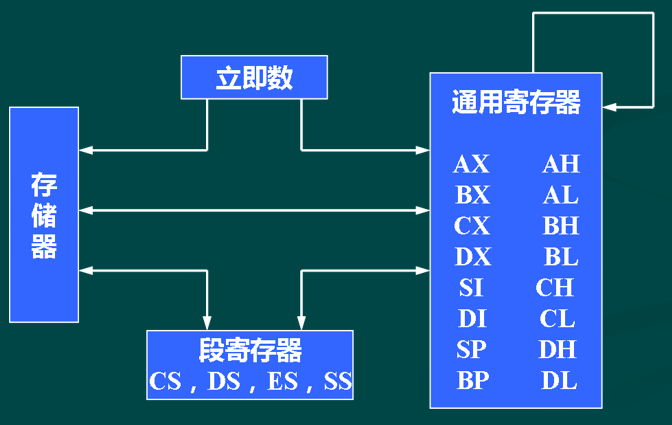 立即数
存储器
通用寄存器
AX AH
BX AL
CX BH
DX BL
SI CH
DI CL
SP DH
BP DL
段寄存器
CS，DS，ES，SS